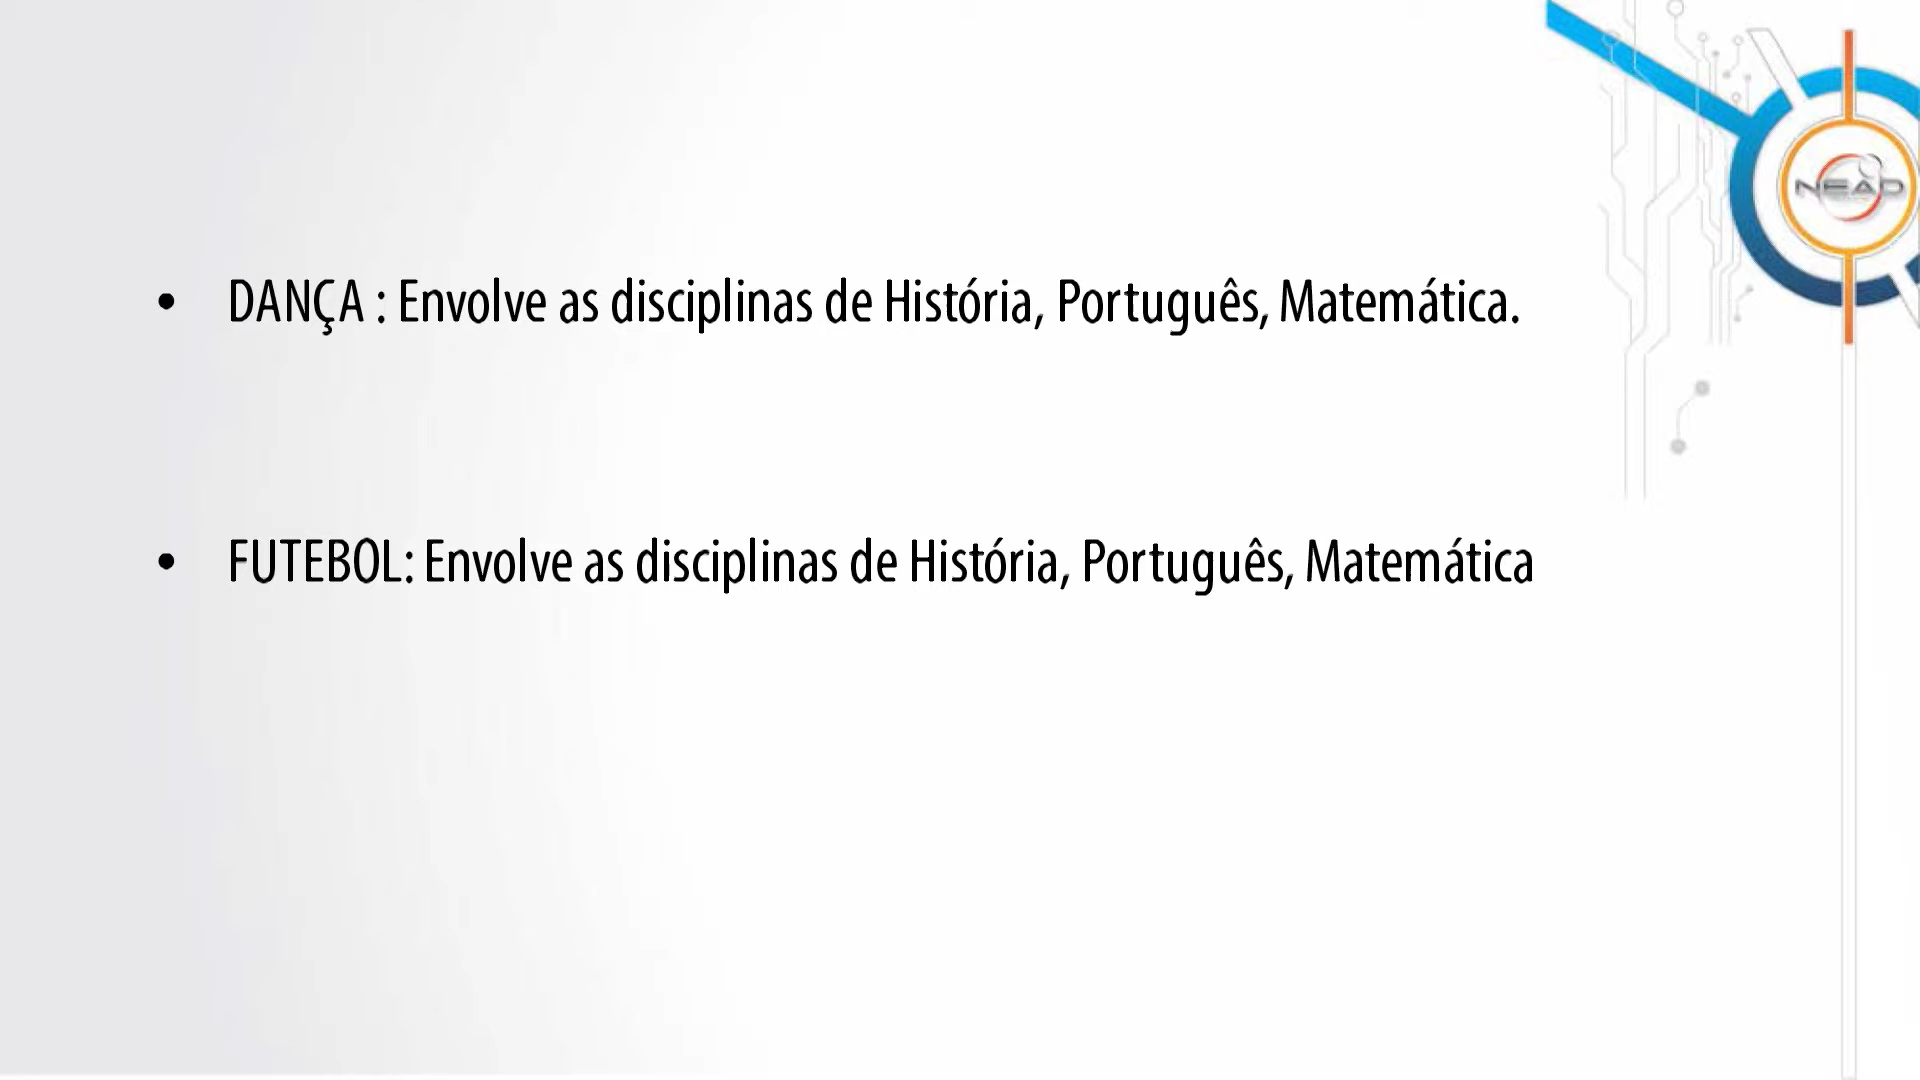 NEAD
• DANÇA : Envolve as disciplinas de História, Português, Matemática.
• FUTEBOL: Envolve as disciplinas de História, Português, Matemática